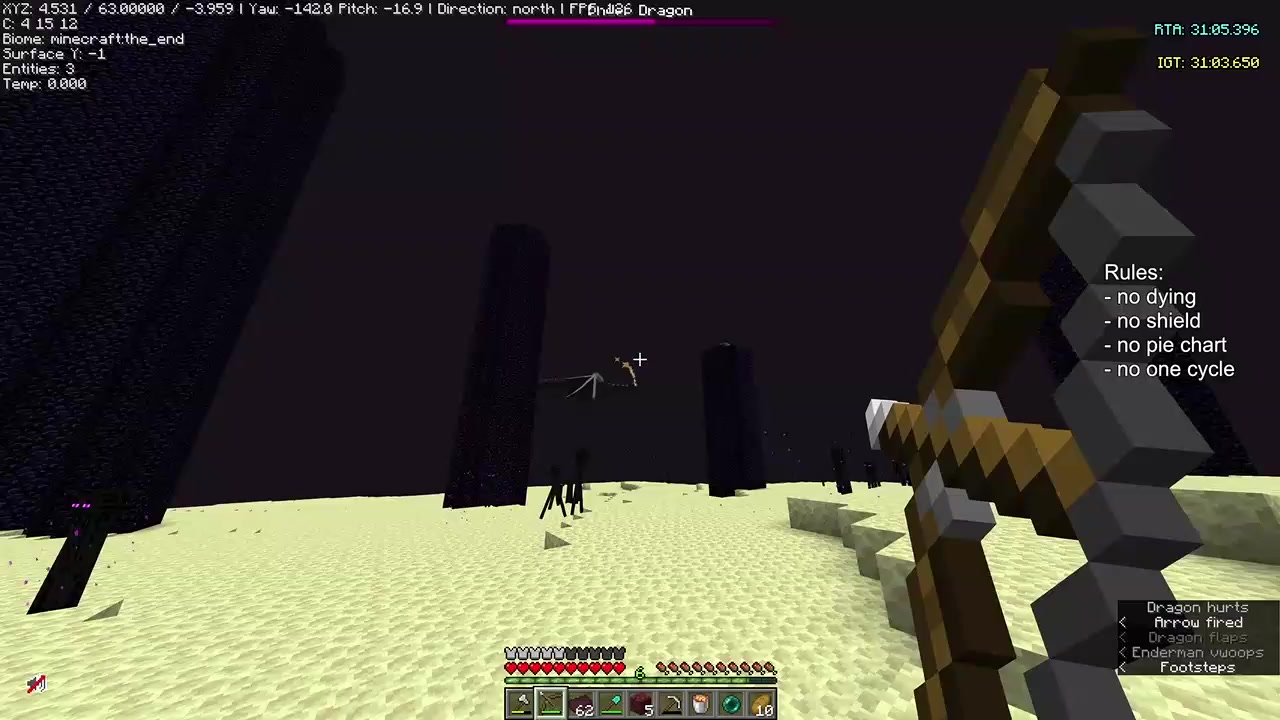 XYZ: 4.531 / 63.00000 / -3.959 | Yaw: -142.0 Pitch: -16.9 | Direction: north | FPS: Ender Dragon
C: 4 15 12
Biome: minecraft:the_end
Surface Y: -1
Entities: 3
Temp: 0.000
RTA: 31:05.396
IGT: 31:03.650
Rules:
- no dying
- no shield
- no pie chart
- no one cycle
Dragon hurts
< Arrow fired
< Dragon flaps
< Enderman vwoops
< Footsteps
6
62
5
10